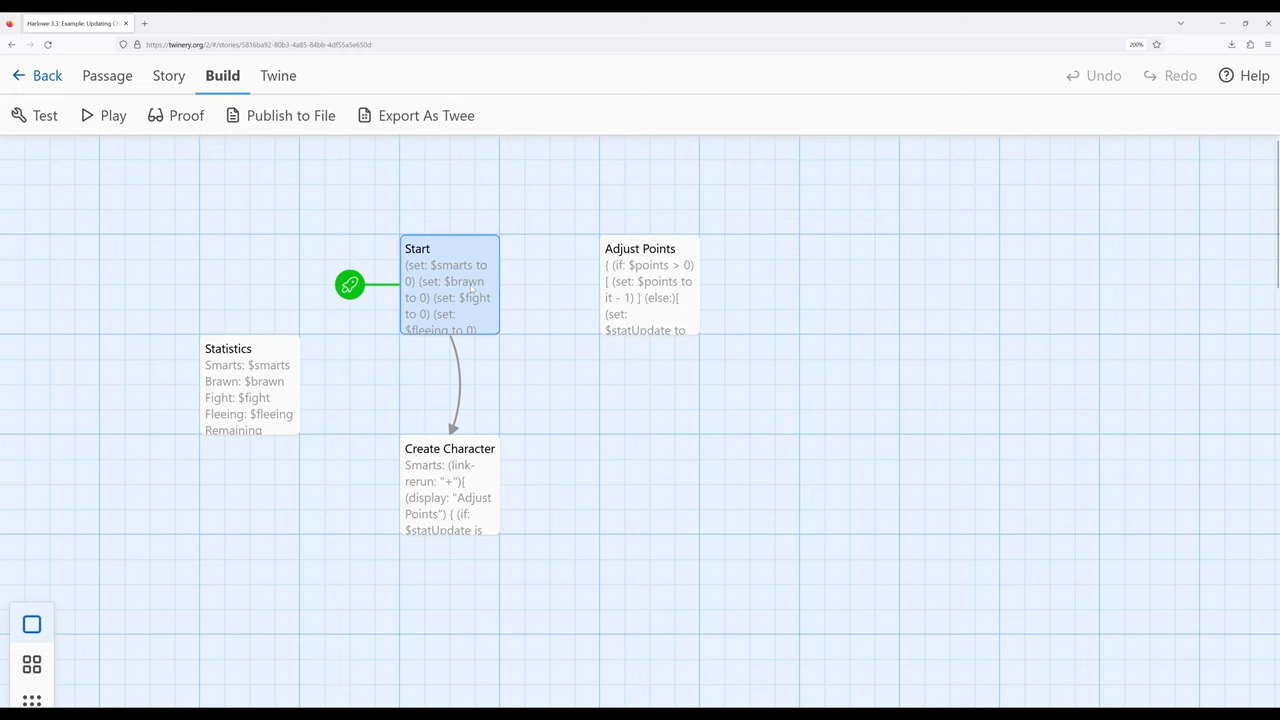 Harlowe 3.3: Example: Updating Ch
https://twinery.org/2/#/stories/5816ba92-80b3-4a85-84bb-4df55a5e650d
200%
Back Passage Story Build Twine Undo Redo Help
Test Play Proof Publish to File Export As Twee
Start
(set: $smarts to
0) (set: $brawn
to 0) (set: $fight
to 0) (set:
$fleeing to 0)
Adjust Points
{ (if: $points > 0)
[ (set: $points to
it - 1) ] (else:)[
(set:
$statUpdate to
Statistics
Smarts: $smarts
Brawn: $brawn
Fight: $fight
Fleeing: $fleeing
Remaining
Create Character
Smarts: (link-
rerun: "+")[
(display: "Adjust
Points") { (if:
$statUpdate is